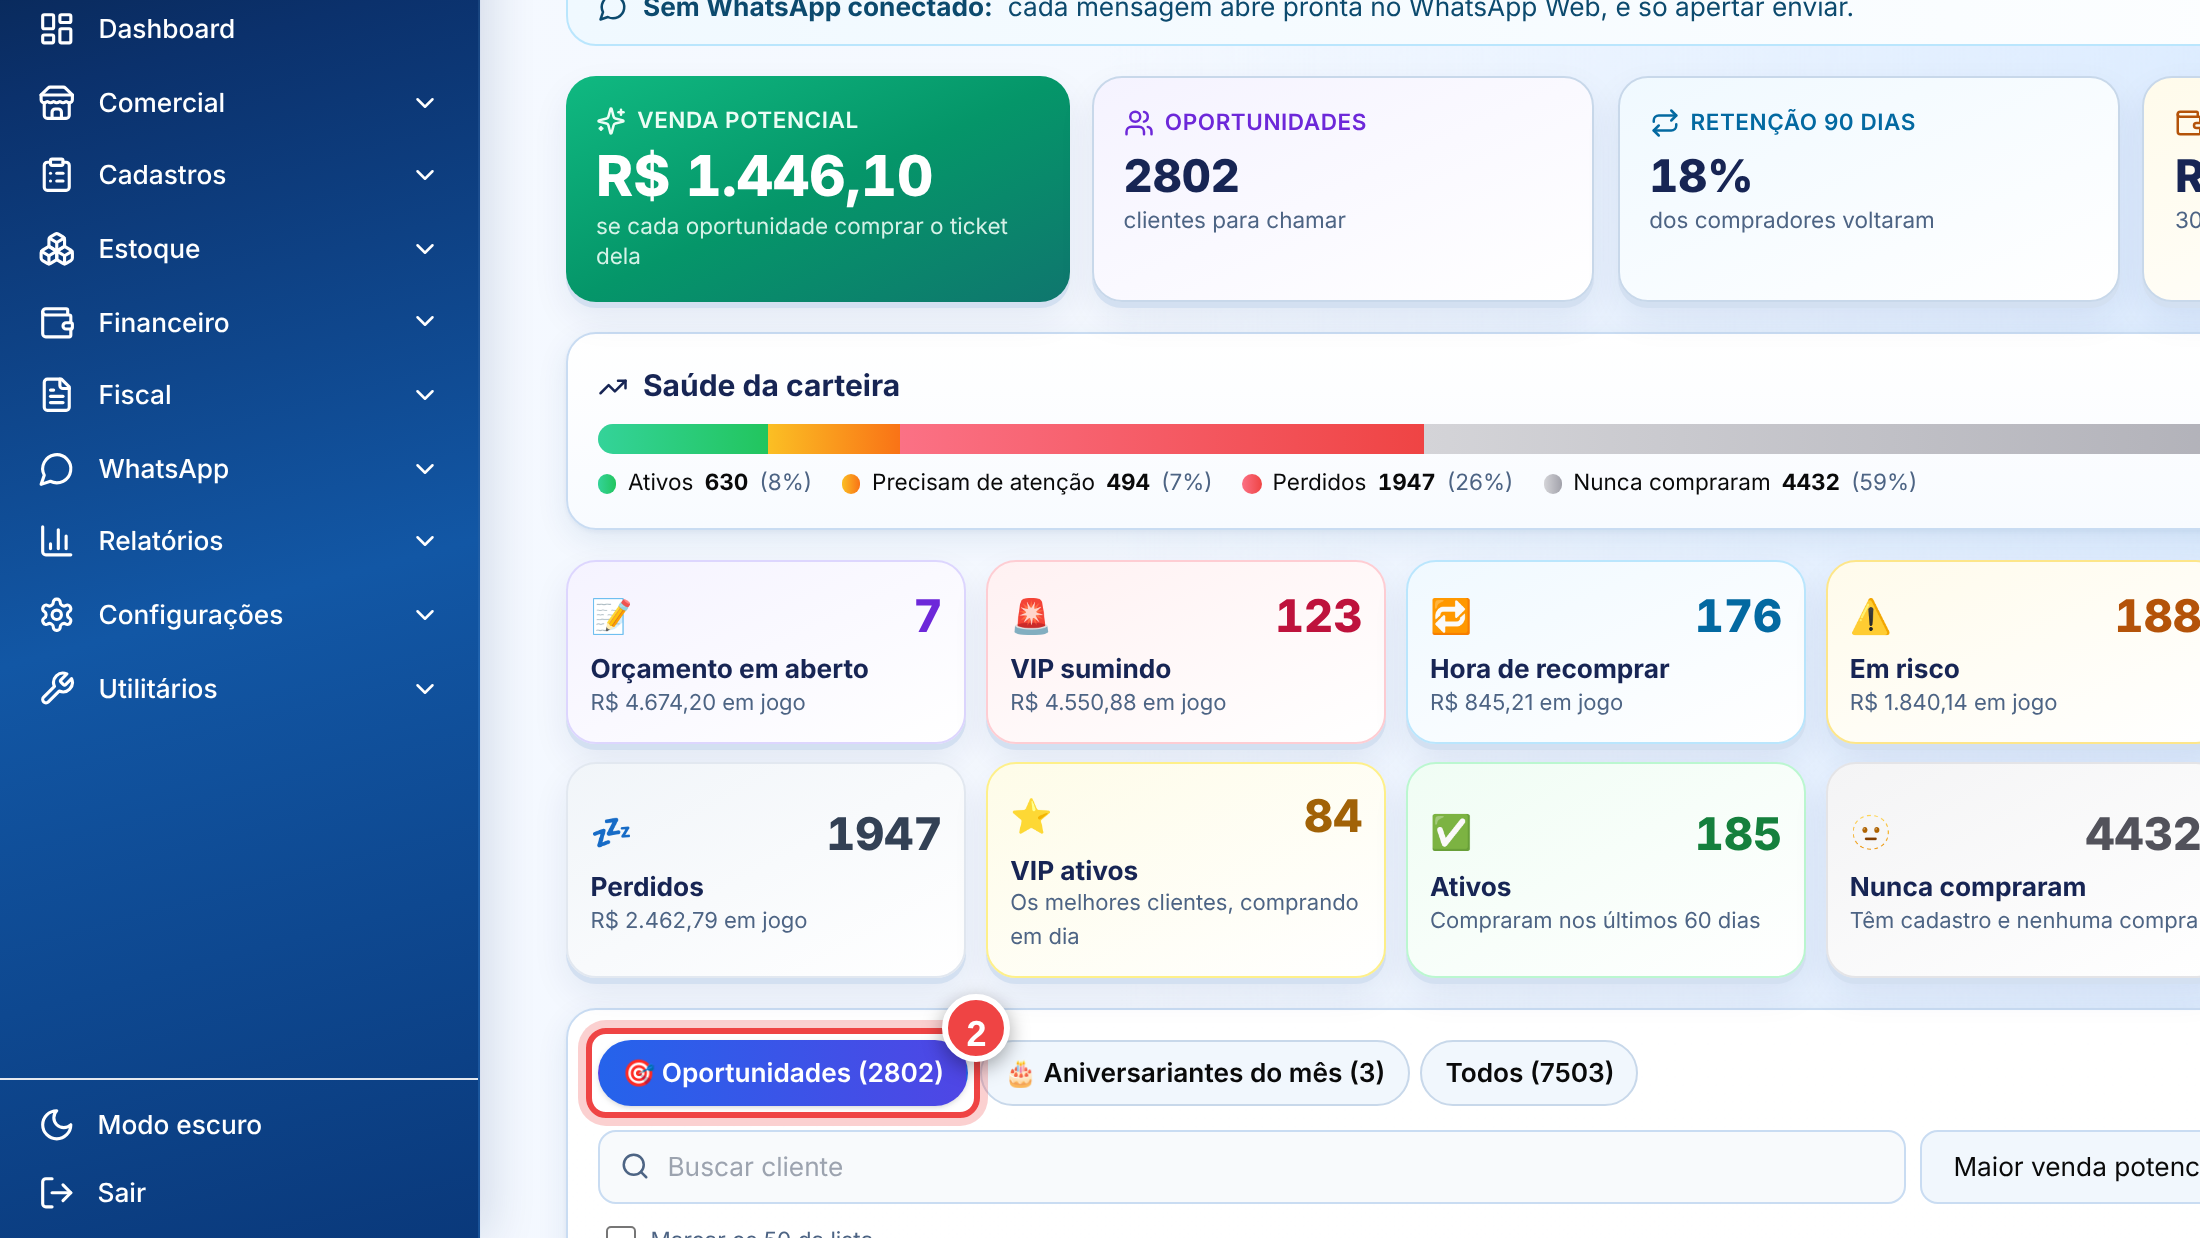 Dashboard
Comercial
Cadastros
Estoque
Financeiro
Fiscal
WhatsApp
Relatórios
Configurações
Utilitários
Modo escuro
Sair
Sem WhatsApp conectado: cada mensagem abre pronta no WhatsApp Web, é só apertar enviar.
VENDA POTENCIAL
R$ 1.446,10
se cada oportunidade comprar o ticket
dela
OPORTUNIDADES
2802
clientes para chamar
RETENÇÃO 90 DIAS
18%
dos compradores voltaram
R
30
Saúde da carteira
Ativos 630 (8%)
Precisam de atenção 494 (7%)
Perdidos 1947 (26%)
Nunca compraram 4432 (59%)
7
Orçamento em aberto
R$ 4.674,20 em jogo
123
VIP sumindo
R$ 4.550,88 em jogo
176
Hora de recomprar
R$ 845,21 em jogo
188
Em risco
R$ 1.840,14 em jogo
1947
Perdidos
R$ 2.462,79 em jogo
84
VIP ativos
Os melhores clientes, comprando
em dia
185
Ativos
Compraram nos últimos 60 dias
4432
Nunca compraram
Têm cadastro e nenhuma compra
2
Oportunidades (2802)
Aniversariantes do mês (3)
Todos (7503)
Buscar cliente
Maior venda potenc